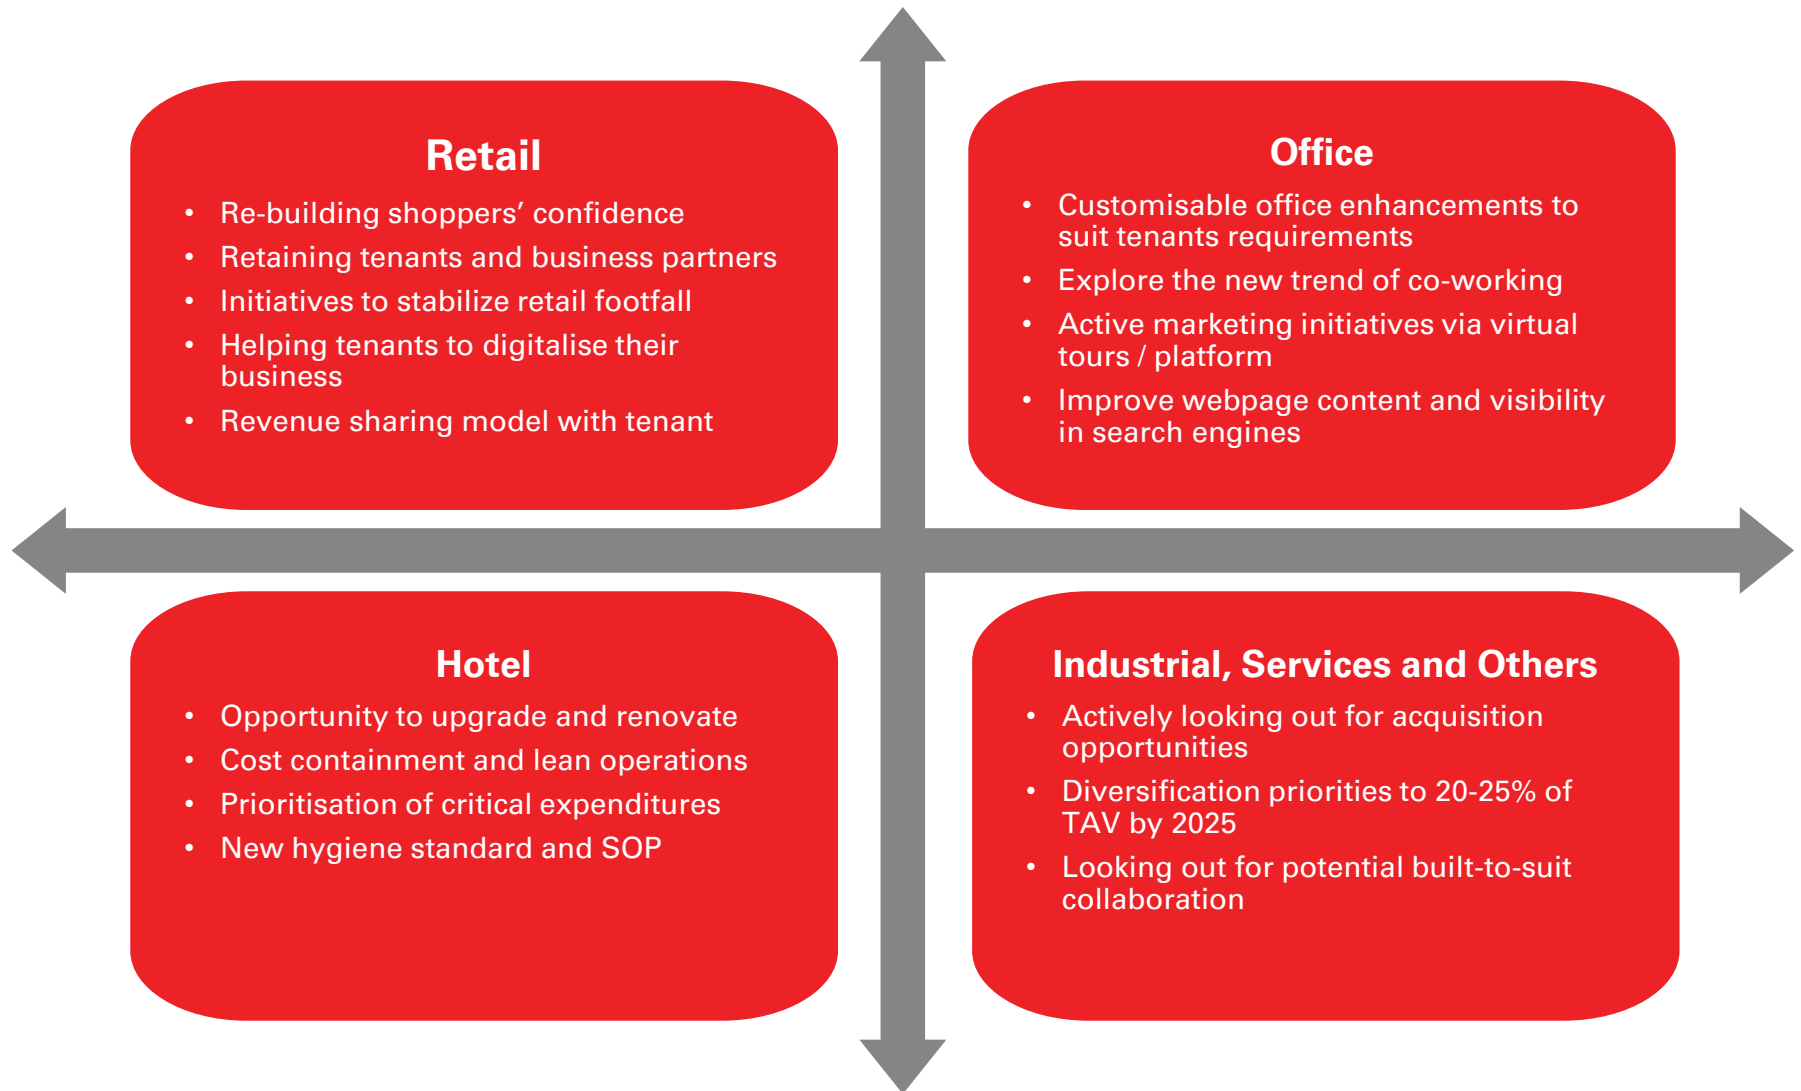 Retail
• Re-building shoppers’ confidence
• Retaining tenants and business partners
• Initiatives to stabilize retail footfall
• Helping tenants to digitalise their
business
• Revenue sharing model with tenant
Office
• Customisable office enhancements to
suit tenants requirements
• Explore the new trend of co-working
• Active marketing initiatives via virtual
tours / platform
• Improve webpage content and visibility
in search engines
Hotel
• Opportunity to upgrade and renovate
• Cost containment and lean operations
• Prioritisation of critical expenditures
• New hygiene standard and SOP
Industrial, Services and Others
• Actively looking out for acquisition
opportunities
• Diversification priorities to 20-25% of
TAV by 2025
• Looking out for potential built-to-suit
collaboration